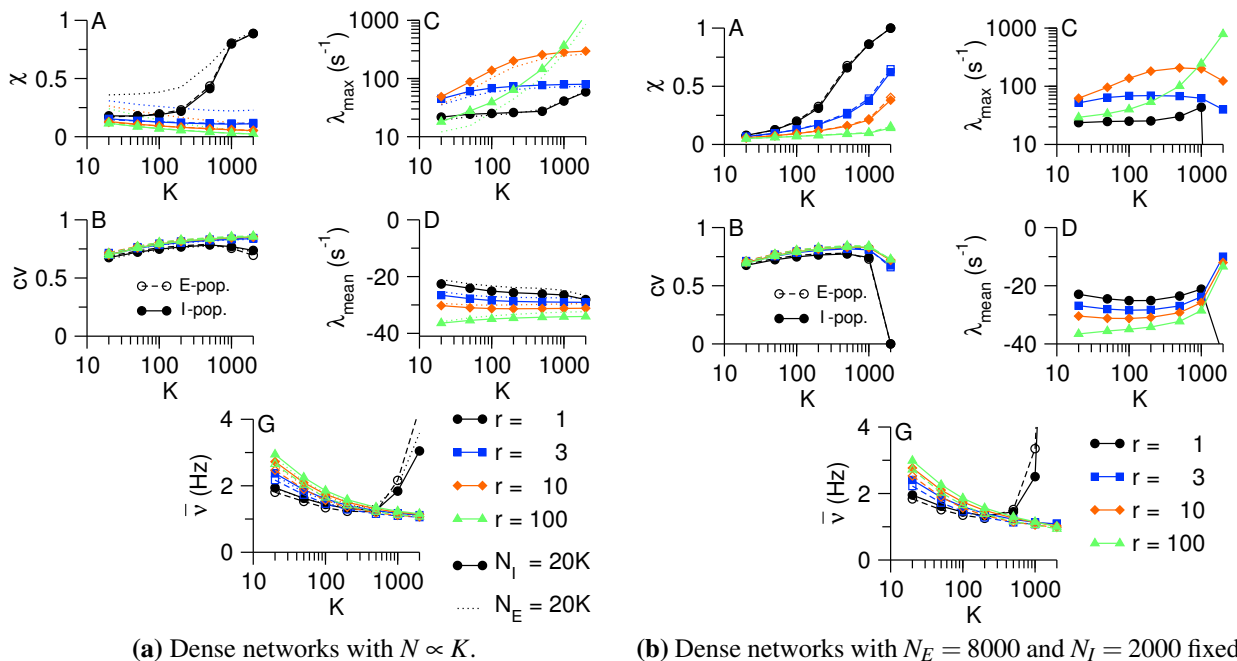 A
1
0.5
0
χ
10 100 1000
K
C
1000
100
10
λmax (s-1)
10 100 1000
K
B
1
0.5
0
cv
E-pop.
I-pop.
10 100 1000
K
D
0
-20
-40
λmean (s-1)
10 100 1000
K
G
4
2
0
ν̄ (Hz)
10 100 1000
K
r = 1
r = 3
r = 10
r = 100
NI = 20K
NE = 20K
(a) Dense networks with N ∝ K.
A
1
0.5
0
χ
10 100 1000
K
C
1000
100
10
λmax (s-1)
10 100 1000
K
B
1
0.5
0
cv
E-pop.
I-pop.
10 100 1000
K
D
0
-20
-40
λmean (s-1)
10 100 1000
K
G
4
2
0
ν̄ (Hz)
10 100 1000
K
r = 1
r = 3
r = 10
r = 100
(b) Dense networks with NE = 8000 and NI = 2000 fixed